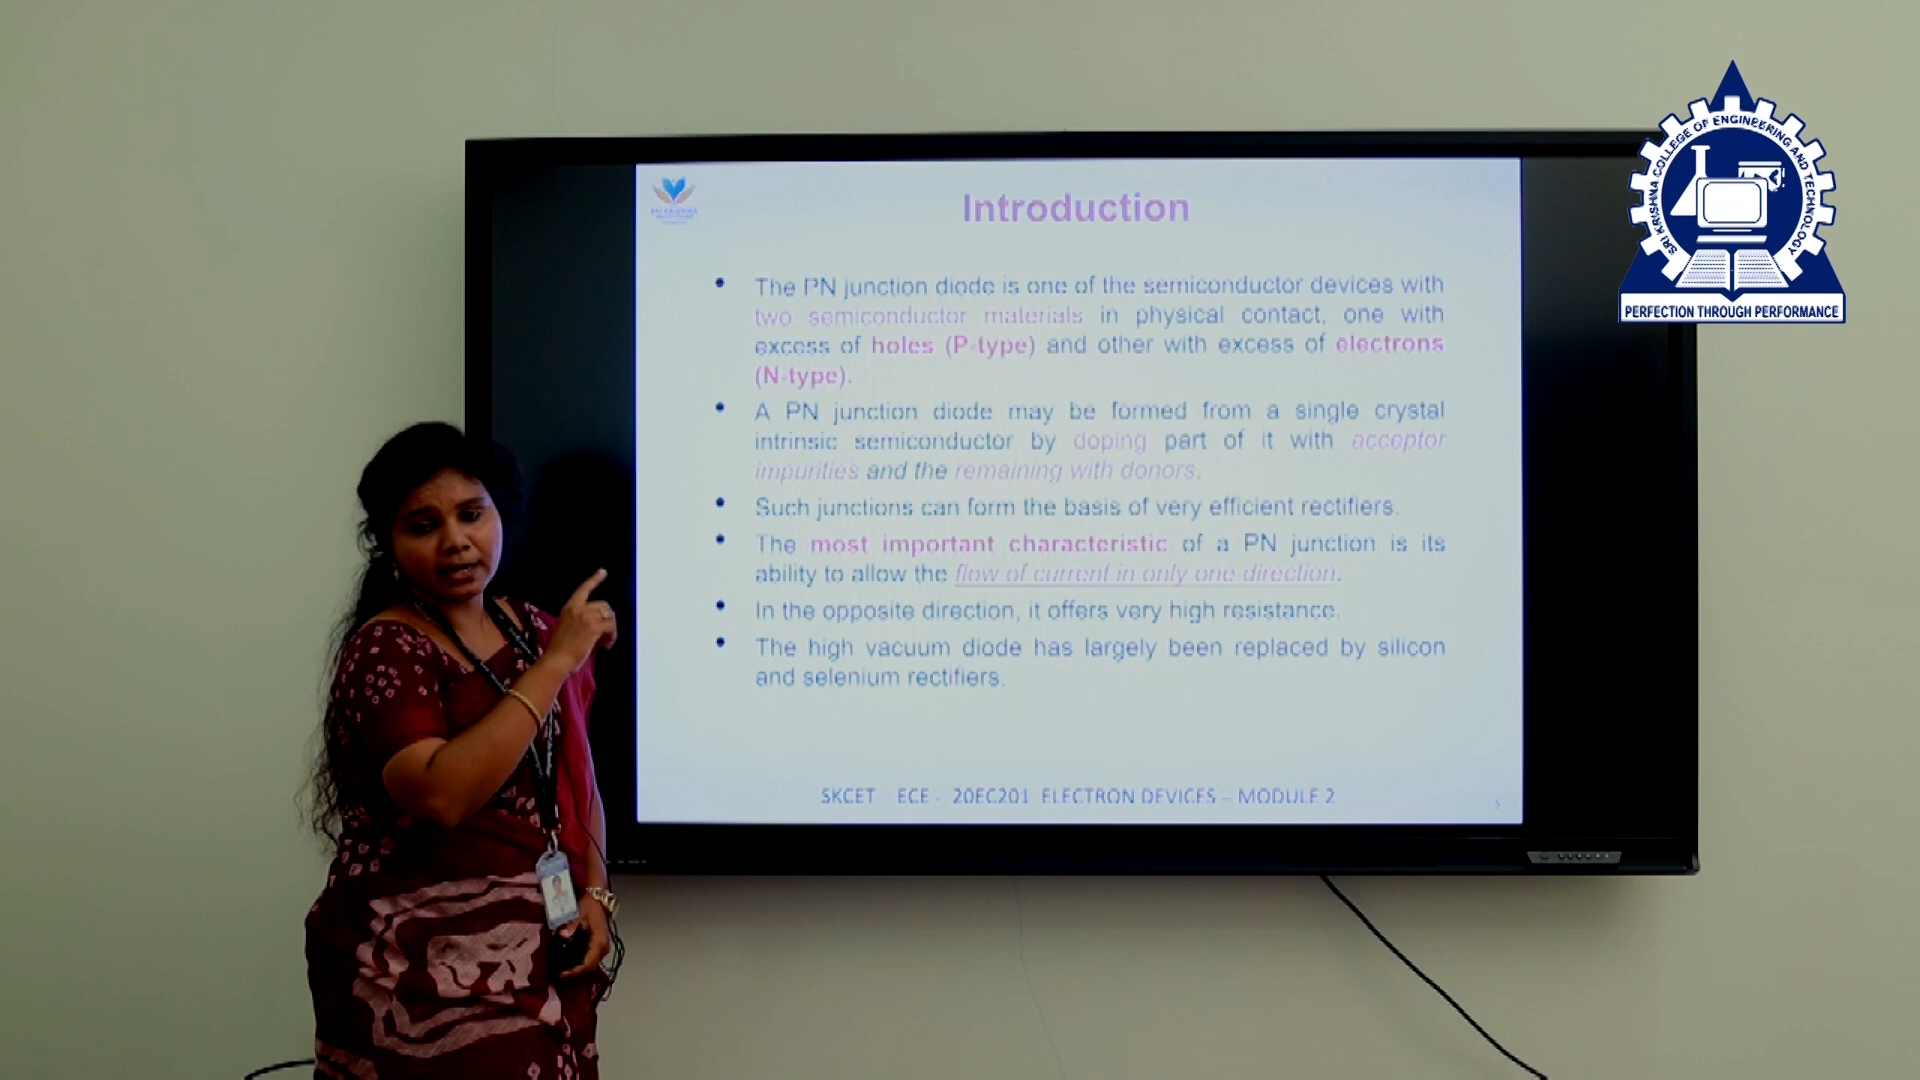 Introduction
The PN junction diode is one of the semiconductor devices with
two semiconductor materials in physical contact, one with
excess of holes (P-type) and other with excess of electrons
(N-type).
A PN junction diode may be formed from a single crystal
intrinsic semiconductor by doping part of it with acceptor
impurities and the remaining with donors.
Such junctions can form the basis of very efficient rectifiers.
The most important characteristic of a PN junction is its
ability to allow the flow of current in only one direction.
In the opposite direction, it offers very high resistance.
The high vacuum diode has largely been replaced by silicon
and selenium rectifiers.
SKCET ECE - 20EC201 ELECTRON DEVICES – MODULE 2
SRI KRISHNA COLLEGE OF ENGINEERING AND TECHNOLOGY
PERFECTION THROUGH PERFORMANCE